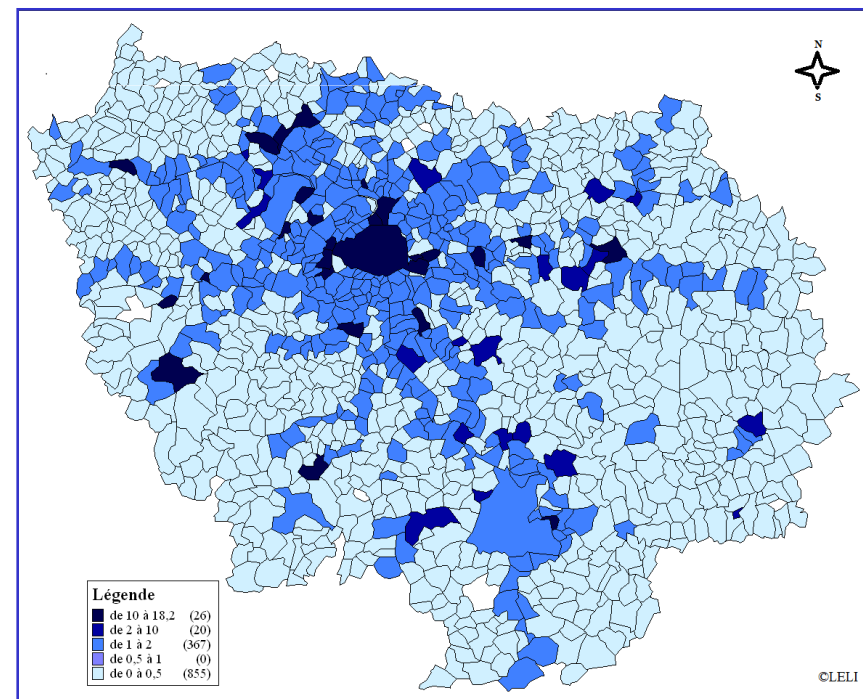 N
S
Légende
de 10 à 18,2 (26)
de 2 à 10 (20)
de 1 à 2 (367)
de 0,5 à 1 (0)
de 0 à 0,5 (855)
©LELI